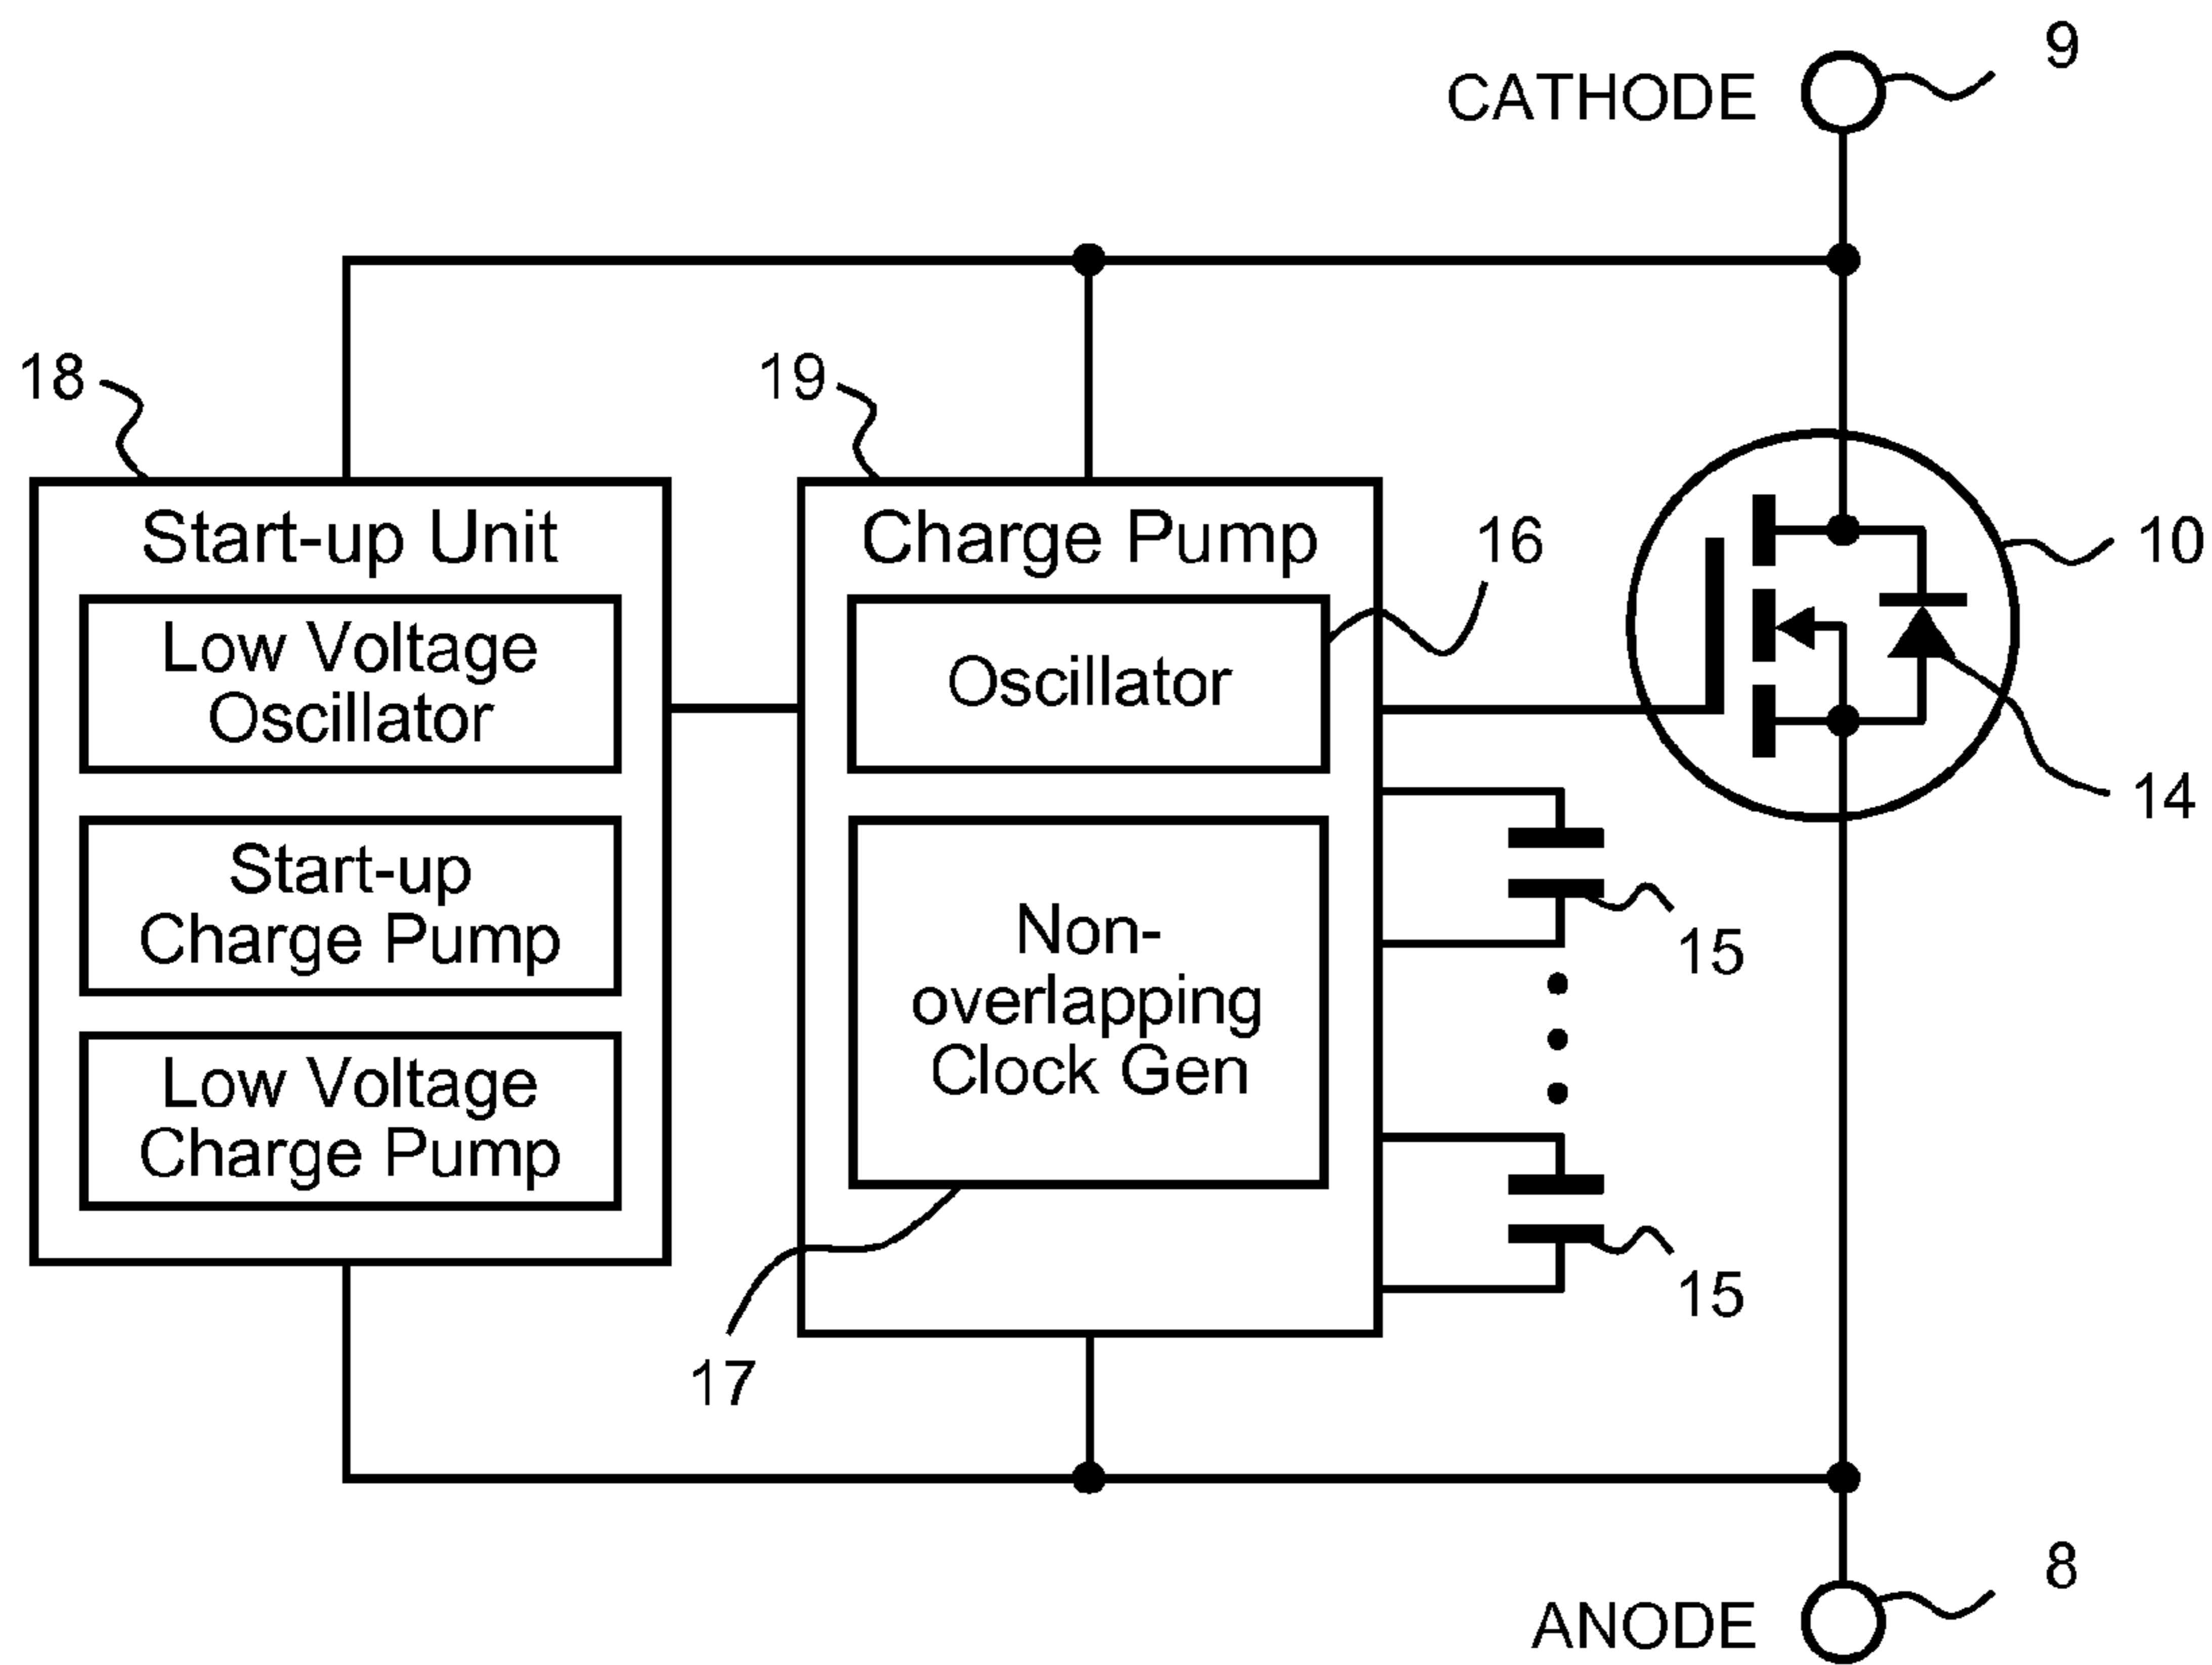 9
CATHODE
18
19
Start-up Unit
Low Voltage
Oscillator
Start-up
Charge Pump
Low Voltage
Charge Pump
Charge Pump
Oscillator
Non-
overlapping
Clock Gen
16
10
14
15
15
17
8
ANODE